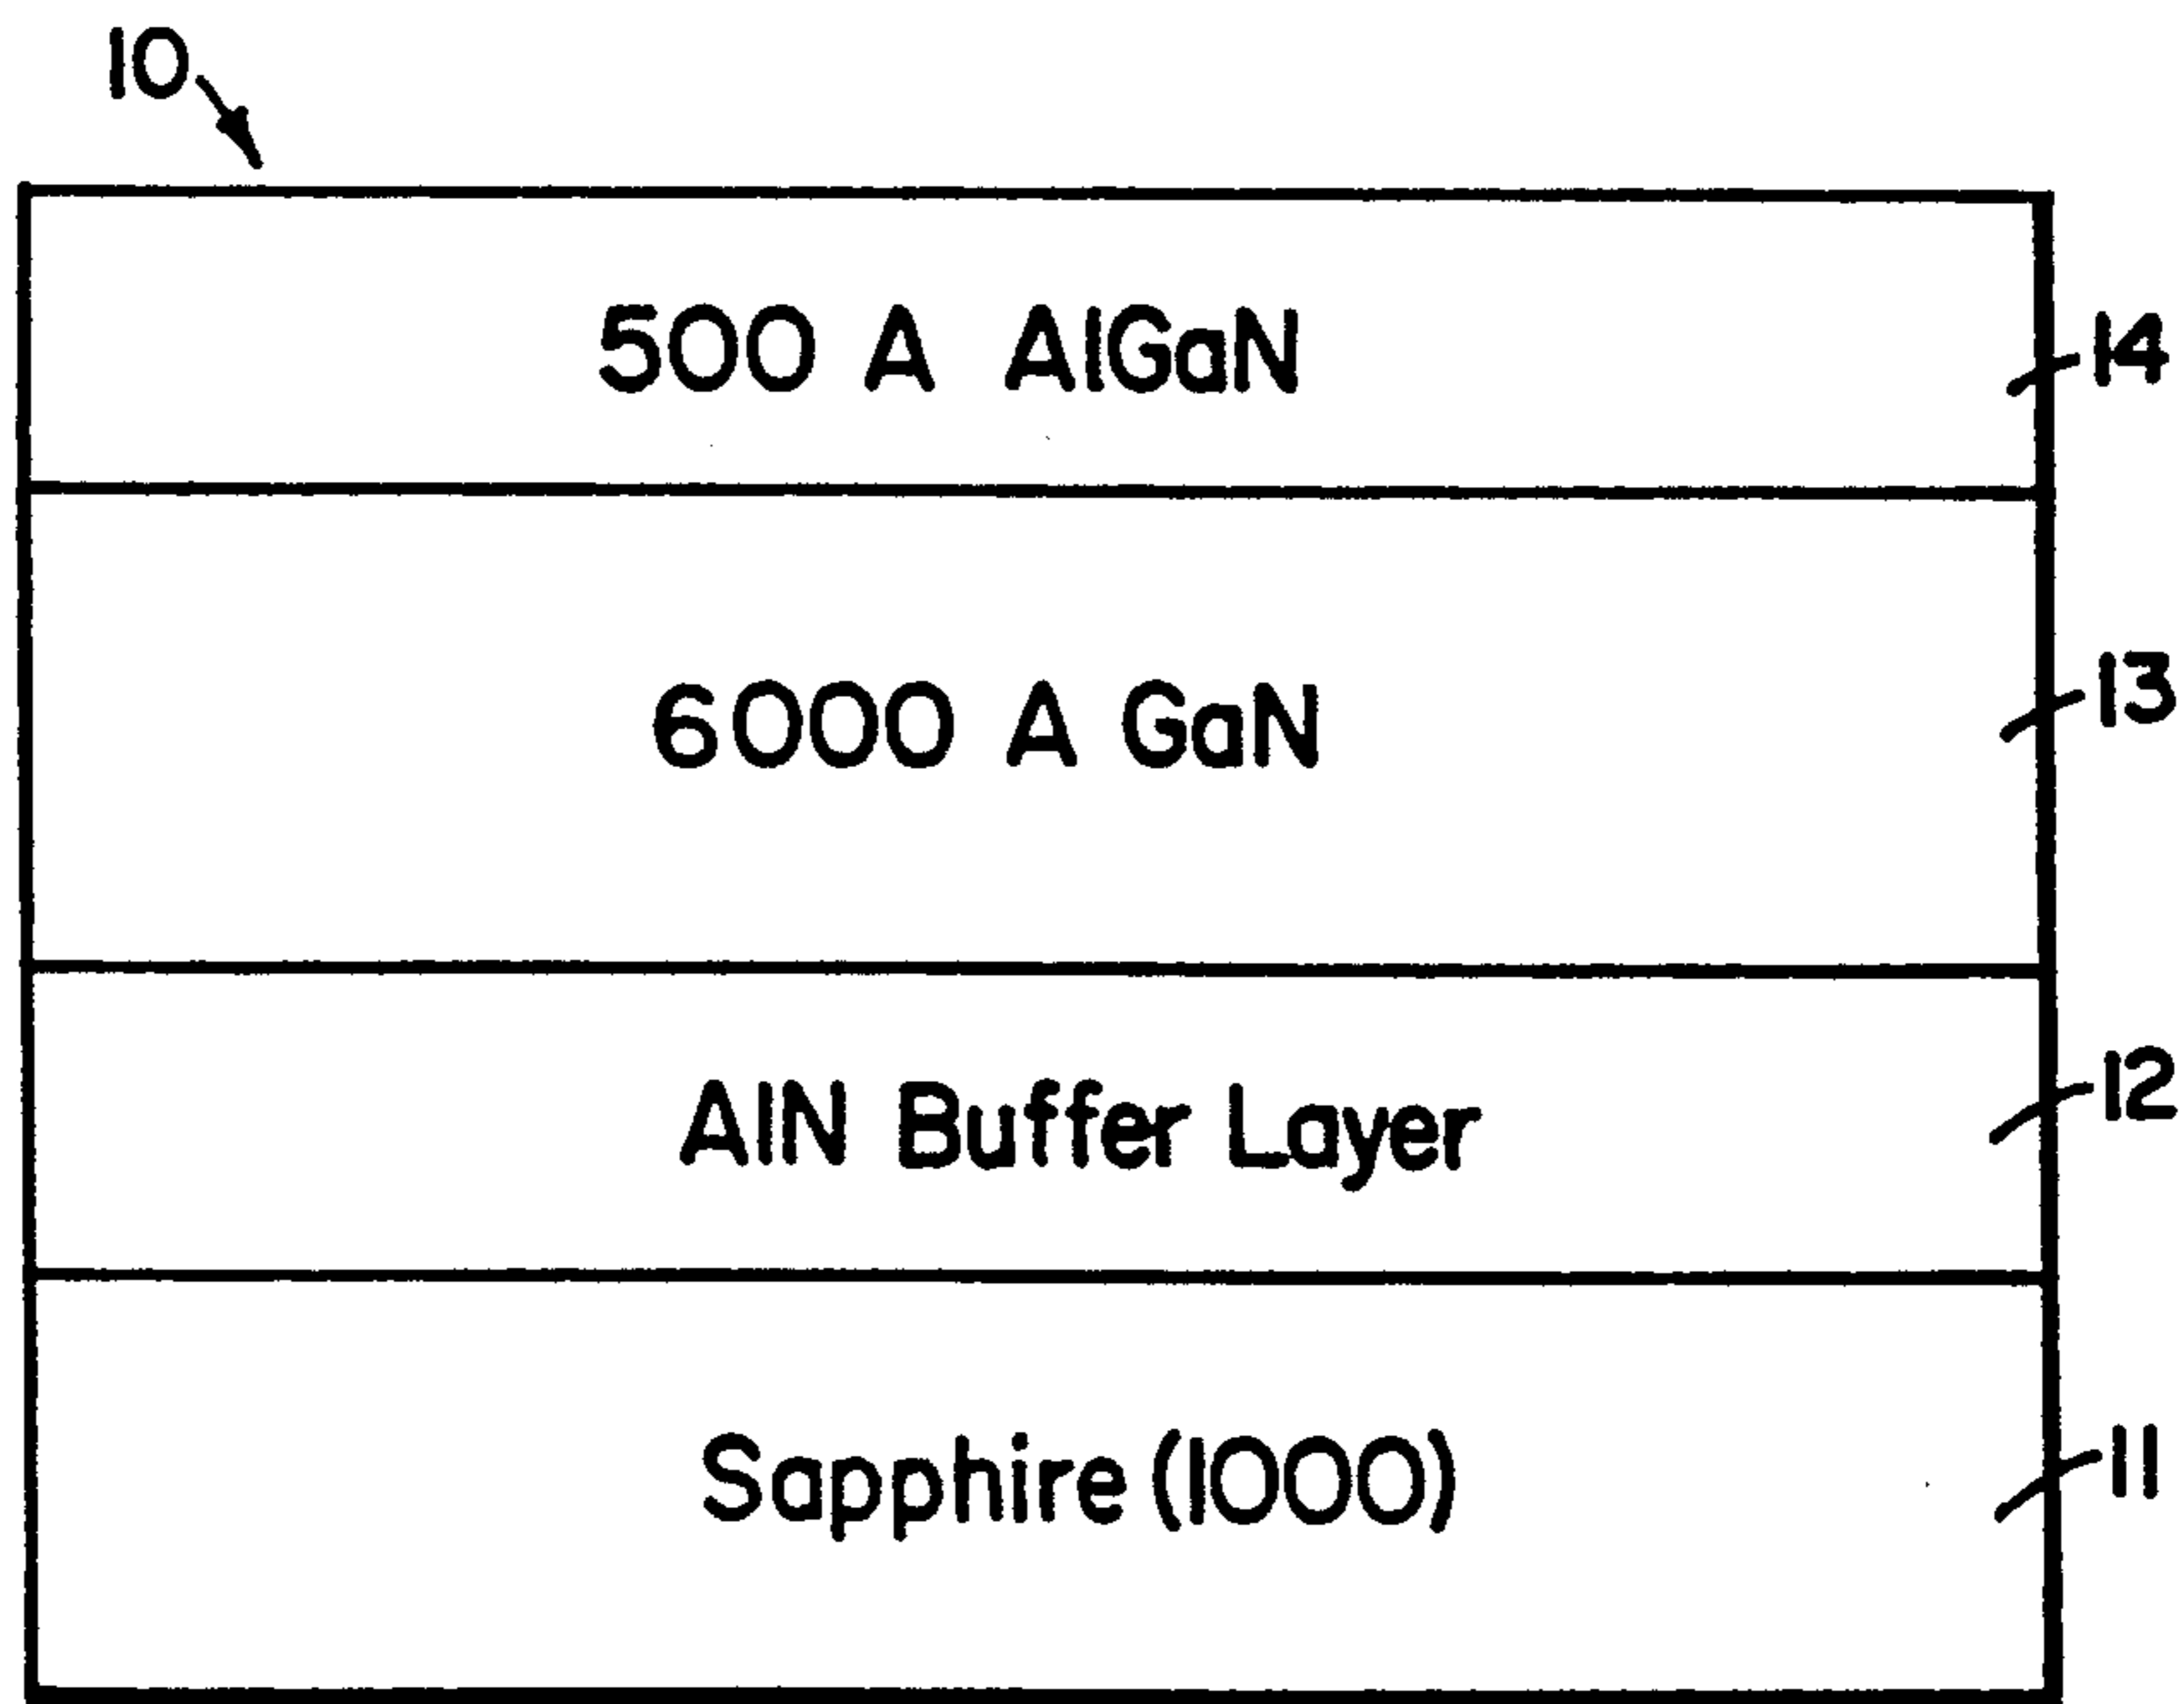 10
500 A AlGaN
14
6000 A GaN
13
AlN Buffer Layer
12
Sapphire (1000)
11